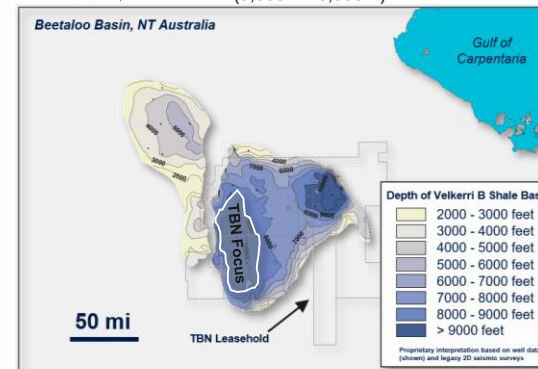 Beetaloo Basin, NT Australia
Gulf of
Carpentaria
4000
6000
3000
2000
4000
7000
TBN Focus
50 mi
TBN Leasehold
Depth of Velkerri B Shale Bas
2000 - 3000 feet
3000 - 4000 feet
4000 - 5000 feet
5000 - 6000 feet
6000 - 7000 feet
7000 - 8000 feet
8000 - 9000 feet
> 9000 feet
Proprietary interpretation based on well data
(shown) and legacy 2D seismic surveys